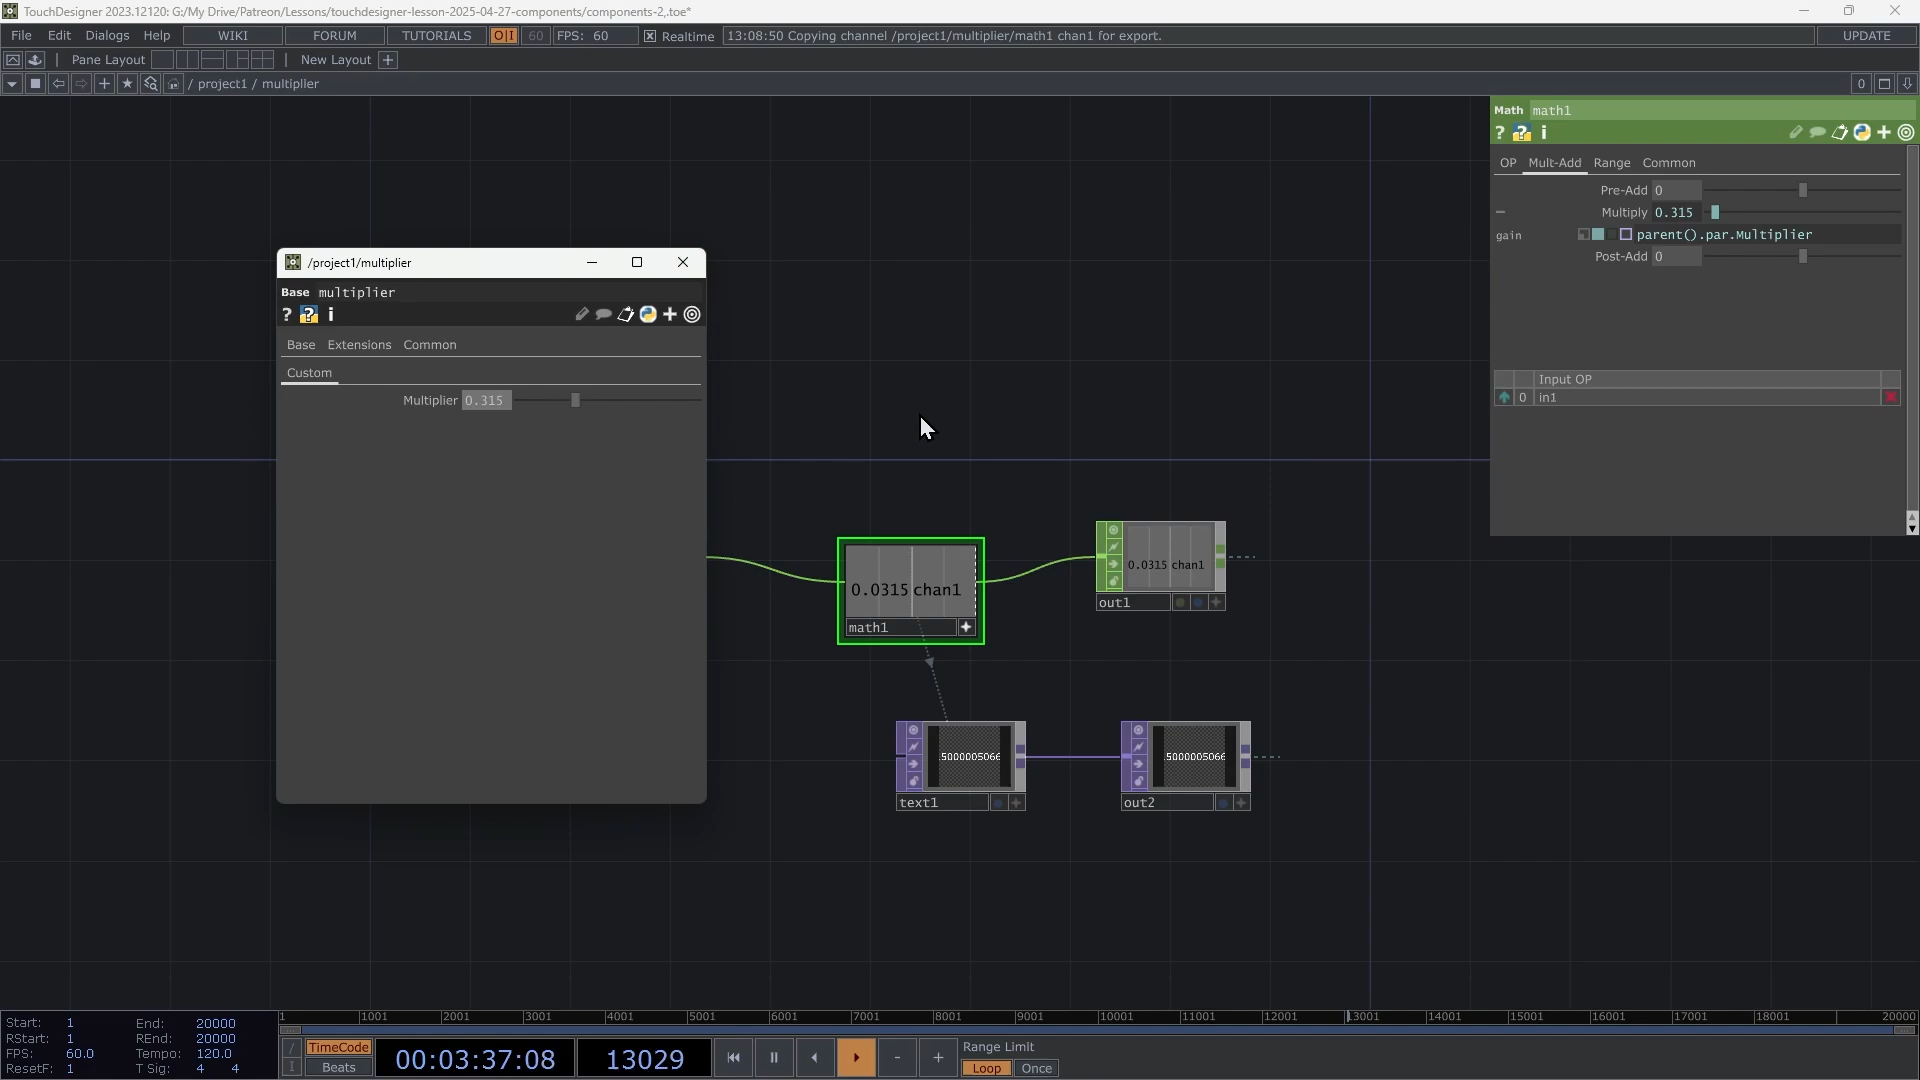 TouchDesigner 2023.12120: G:/My Drive/Patreon/Lessons/touchdesigner-lesson-2025-04-27-components/components-2,.toe*
File Edit Dialogs Help WIKI FORUM TUTORIALS O|I 60 FPS: 60 Realtime 13:08:50 Copying channel /project1/multiplier/math1 chan1 for export. UPDATE
Pane Layout New Layout +
/ project1 / multiplier 0
Math math1
? ? i
OP Mult-Add Range Common
Pre-Add 0
Multiply 0.315
gain parent().par.Multiplier
Post-Add 0
Input OP
0 in1
/project1/multiplier
Base multiplier
? ? i
Base Extensions Common
Custom
Multiplier 0.315
0.0315 chan1
math1
0.0315 chan1
out1
.5000005066
text1
.5000005066
out2
1 1001 2001 3001 4001 5001 6001 7001 8001 9001 10001 11001 12001 13001 14001 15001 16001 17001 18001 20000
Start: 1 End: 20000
RStart: 1 REnd: 20000
FPS: 60.0 Tempo: 120.0
ResetF: 1 T Sig: 4 4
/ TimeCode
I Beats
00:03:37:08 13029
- +
Range Limit
Loop Once